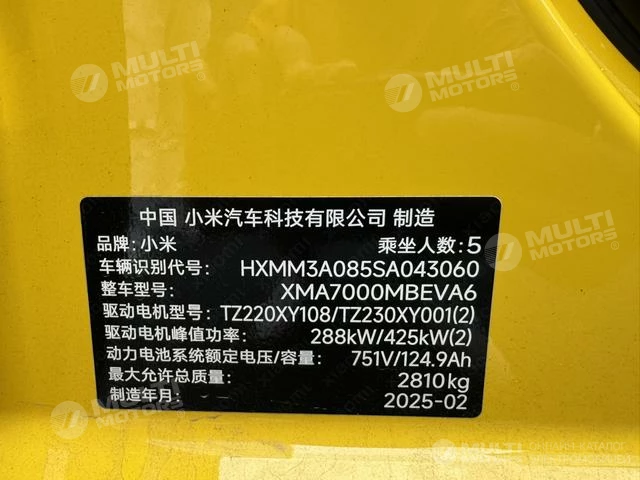 MULTI MOTORS
MULTI MOTORS
中国 小米汽车科技有限公司 制造
品牌: 小米 乘坐人数: 5
车辆识别代号: HXMM3A085SA043060
整车型号: XMA7000MBEVA6
驱动电机型号: TZ220XY108/TZ230XY001(2)
驱动电机峰值功率: 288kW/425kW(2)
动力电池系统额定电压/容量: 751V/124.9Ah
最大允许总质量: 2810kg
制造年月: 2025-02
MULTI MOTORS
MULTI MOTORS
MULTI